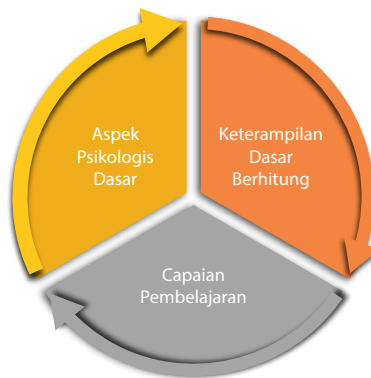 Aspek
Psikologis
Dasar
Keterampilan
Dasar
Berhitung
Capaian
Pembelajaran